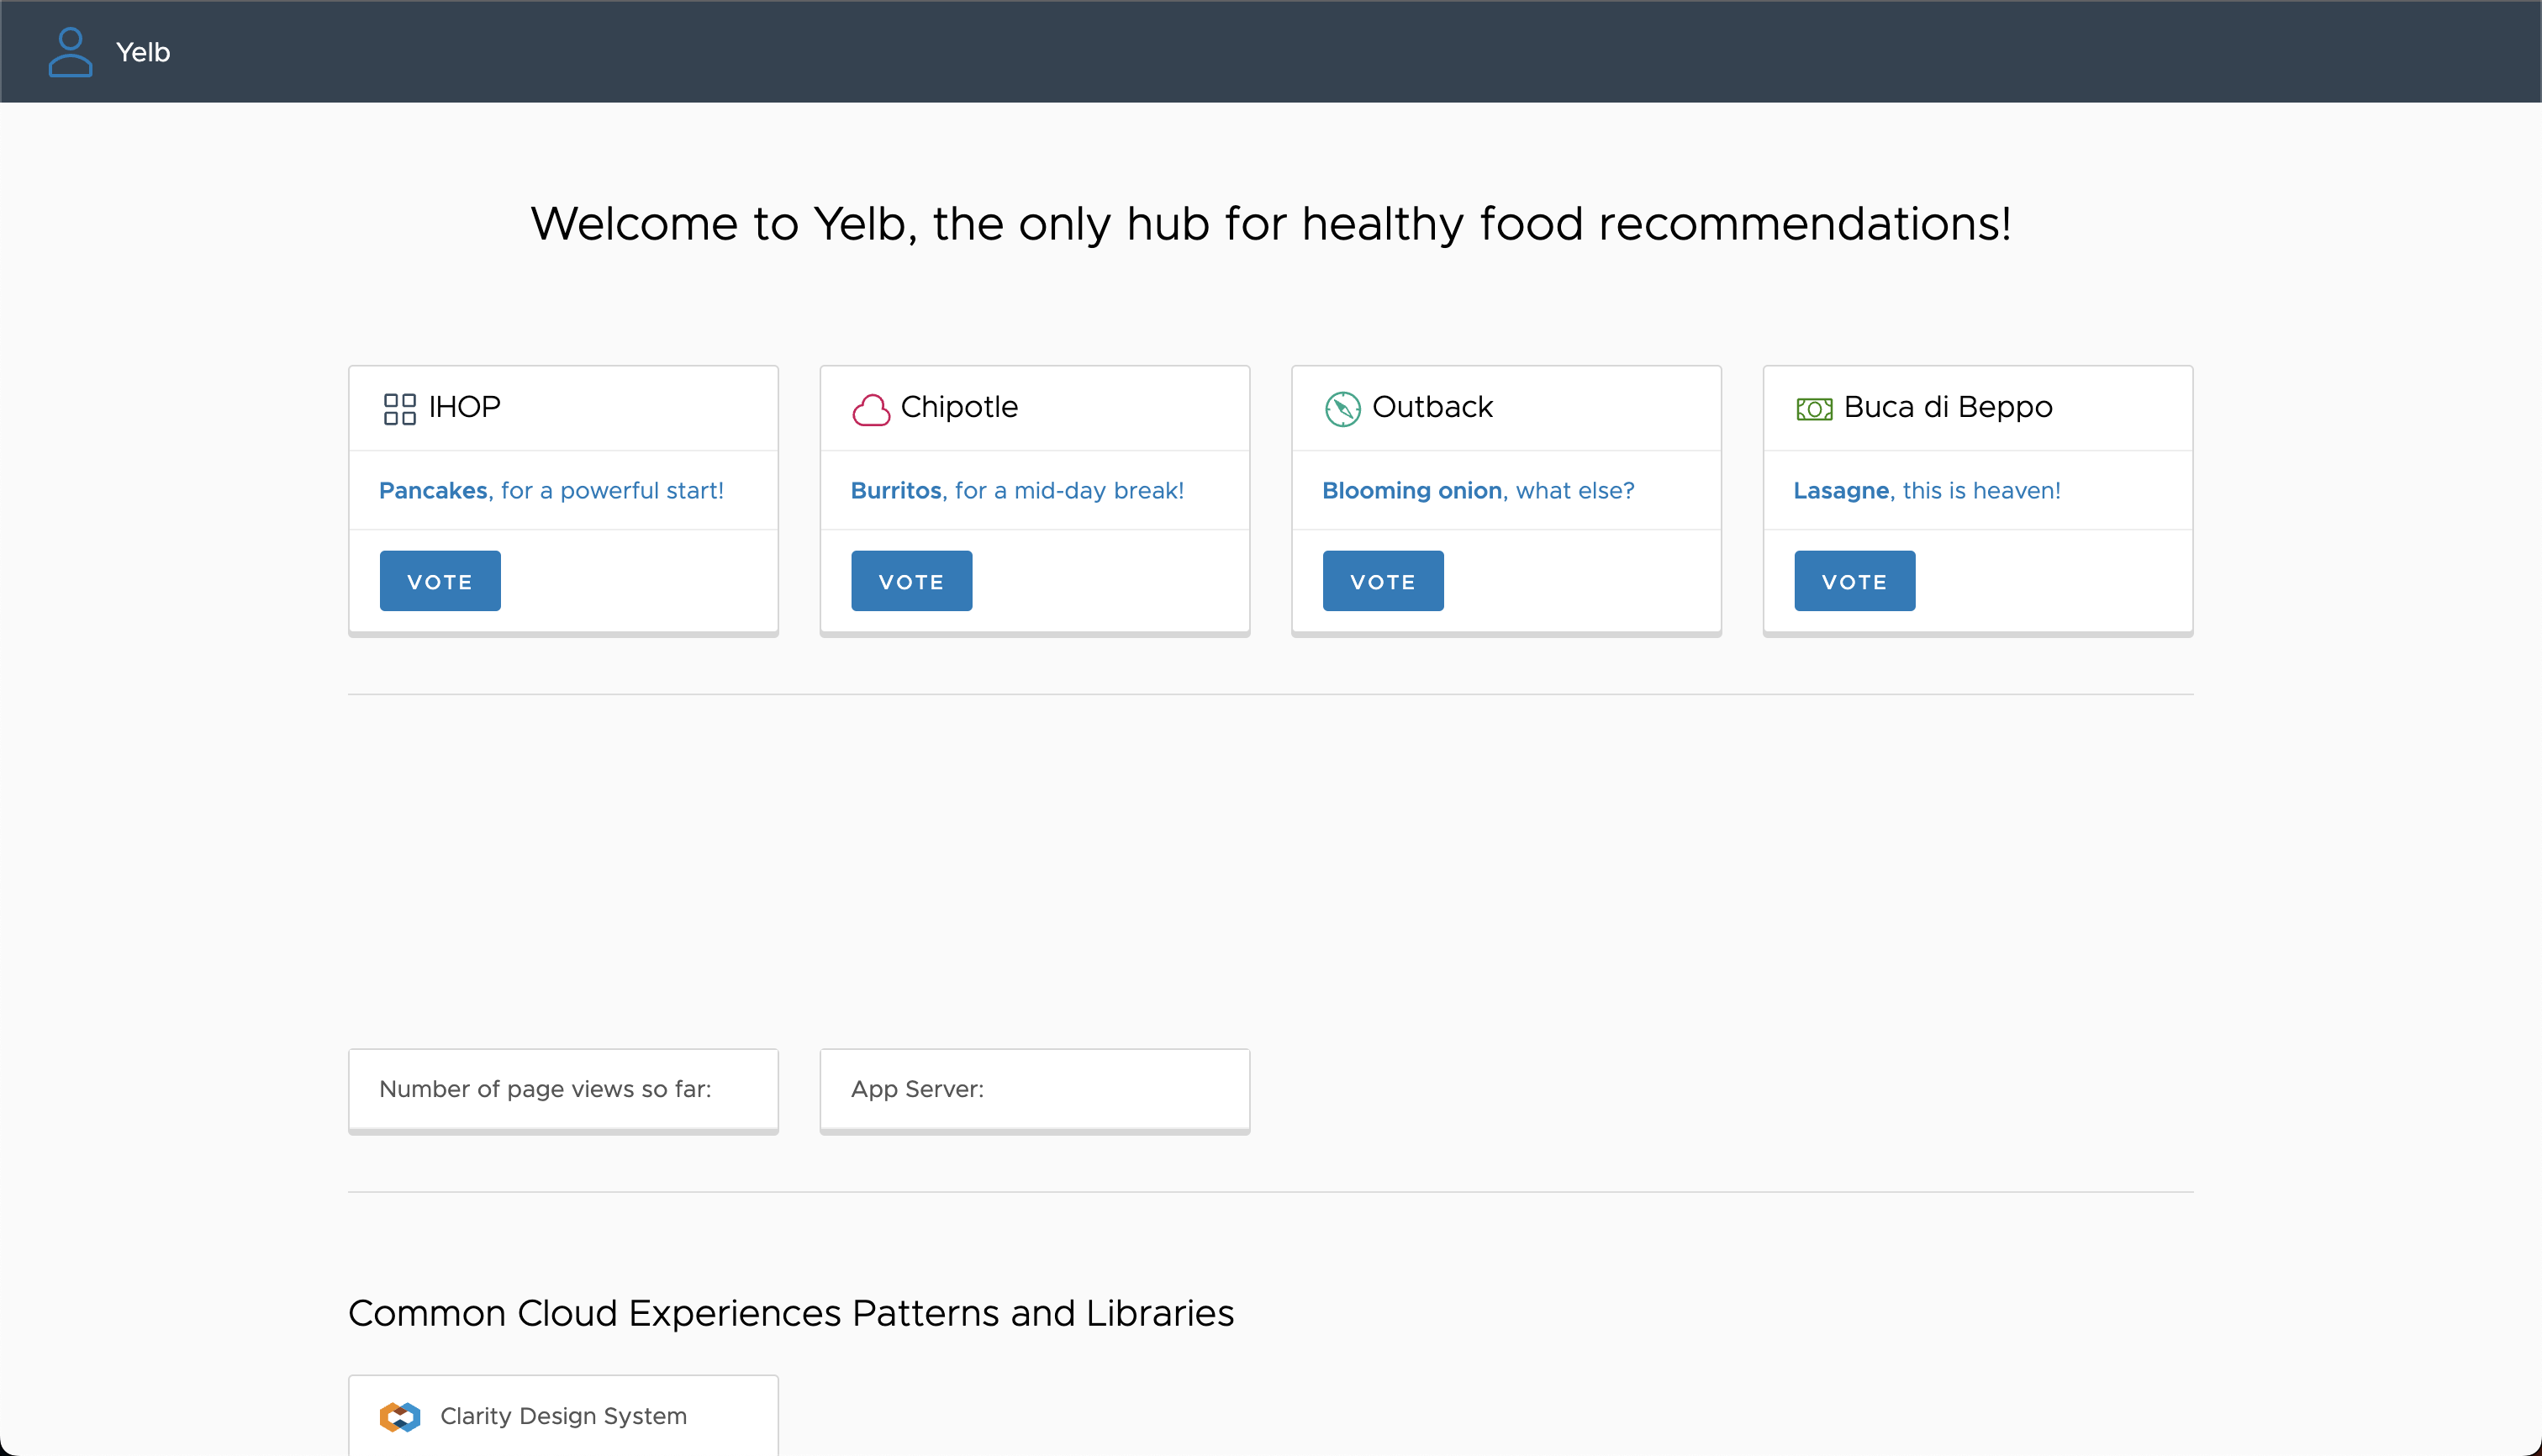 Yelb
Welcome to Yelb, the only hub for healthy food recommendations!
IHOP
Pancakes, for a powerful start!
VOTE
Chipotle
Burritos, for a mid-day break!
VOTE
Outback
Blooming onion, what else?
VOTE
Buca di Beppo
Lasagne, this is heaven!
VOTE
Number of page views so far:
App Server:
Common Cloud Experiences Patterns and Libraries
Clarity Design System